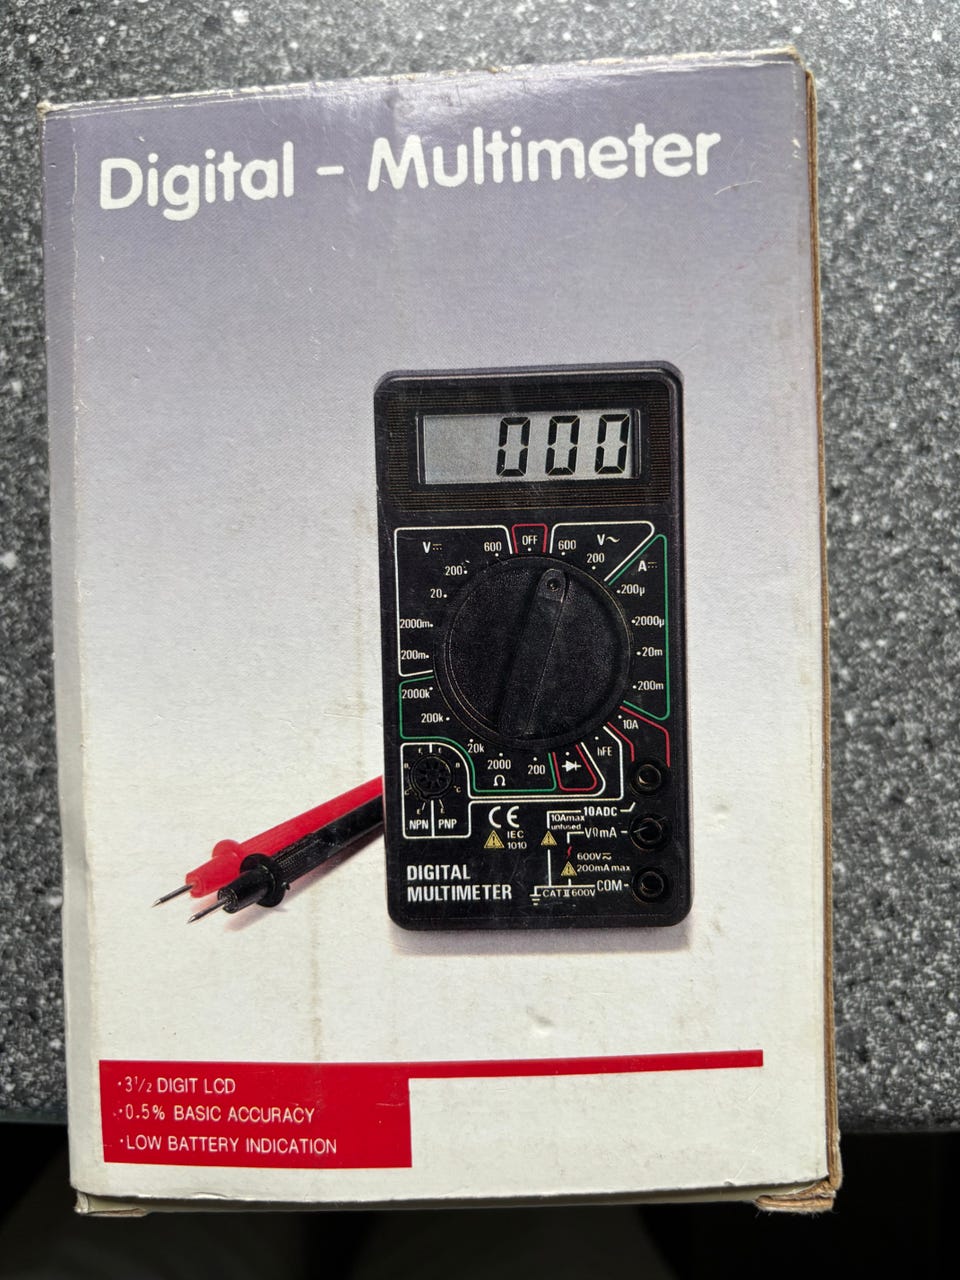 Digital - Multimeter
000
V⎓
600
OFF
600
V~
200
200
20
2000m
200m
2000k
200k
20k
2000
Ω
200
hFE
10A
200m
20m
2000µ
200µ
A⎓
NPN PNP
CE
IEC
1010
10Amax
unfused
10ADC
VΩmA
600V
200mA max
CAT II 600V
COM
DIGITAL
MULTIMETER
·3 1/2 DIGIT LCD
·0.5% BASIC ACCURACY
·LOW BATTERY INDICATION